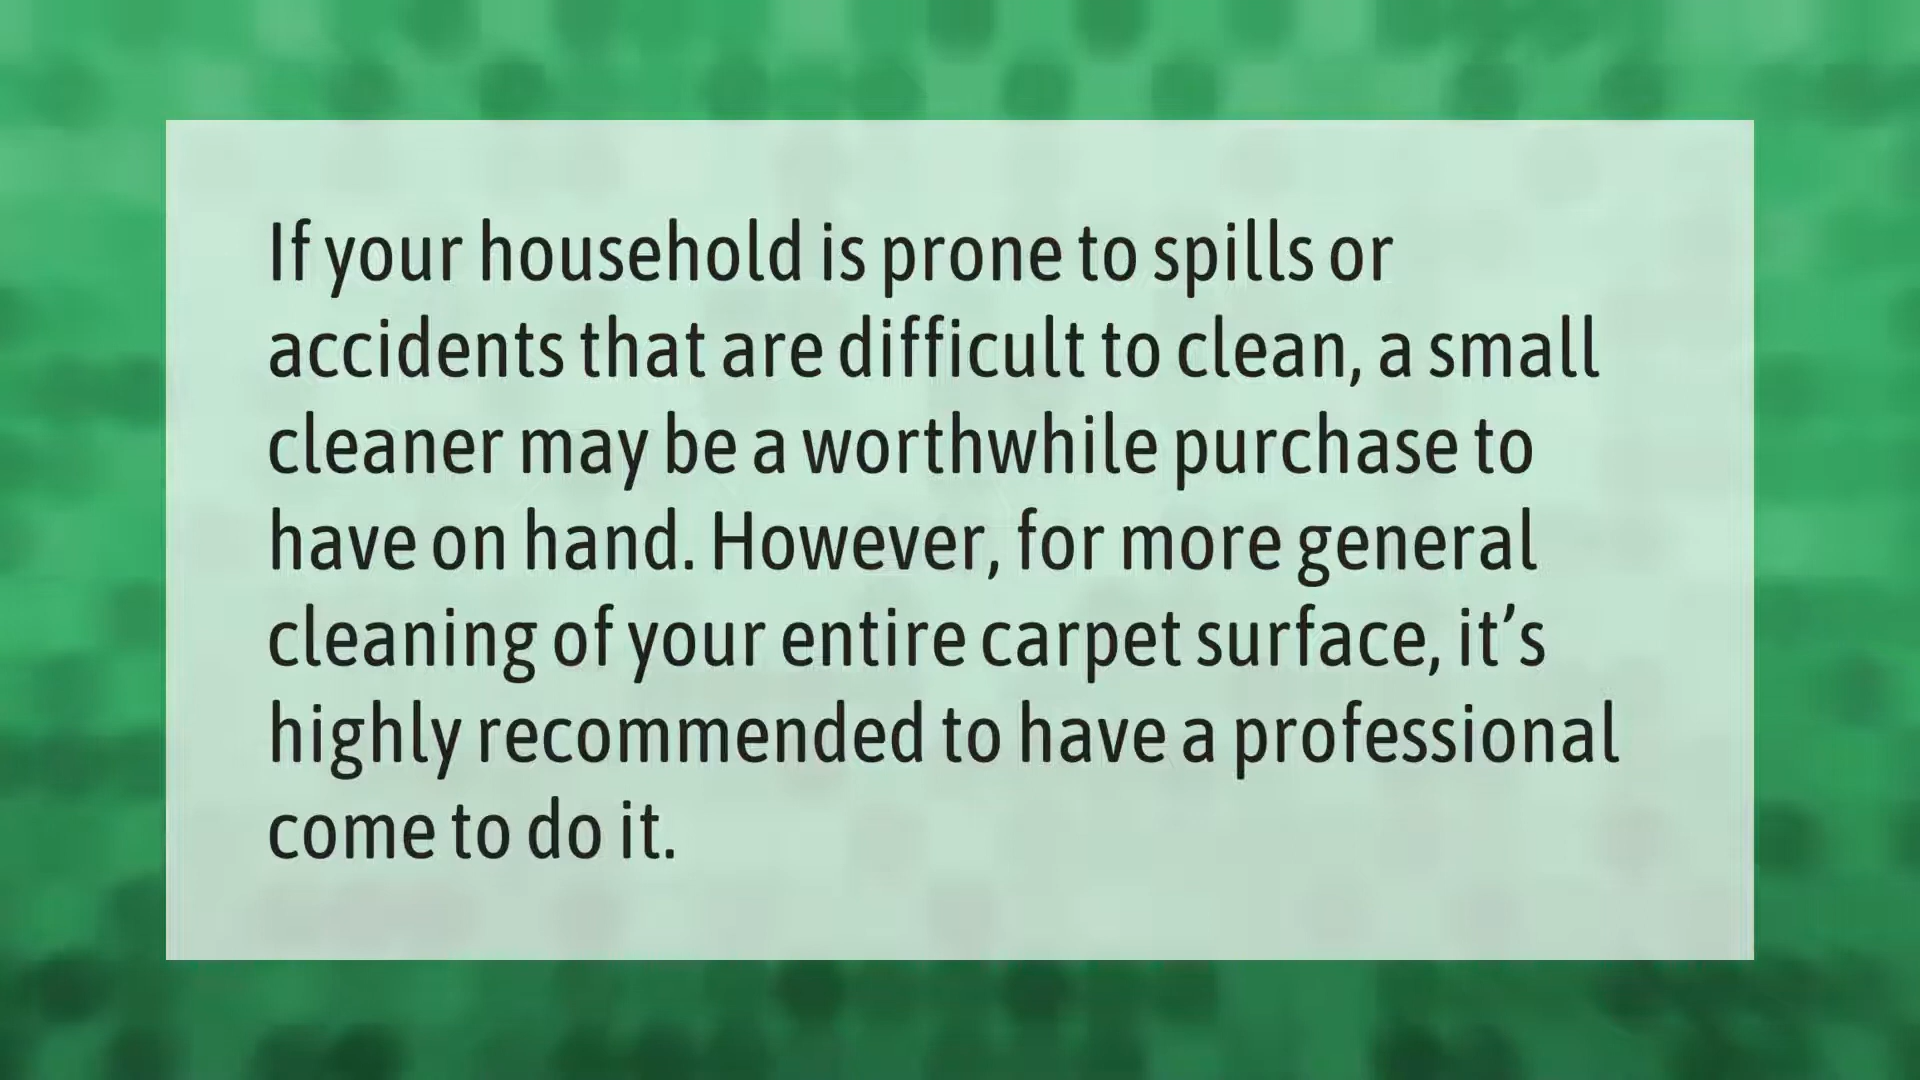 If your household is prone to spills or
accidents that are difficult to clean, a small
cleaner may be a worthwhile purchase to
have on hand. However, for more general
cleaning of your entire carpet surface, it’s
highly recommended to have a professional
come to do it.